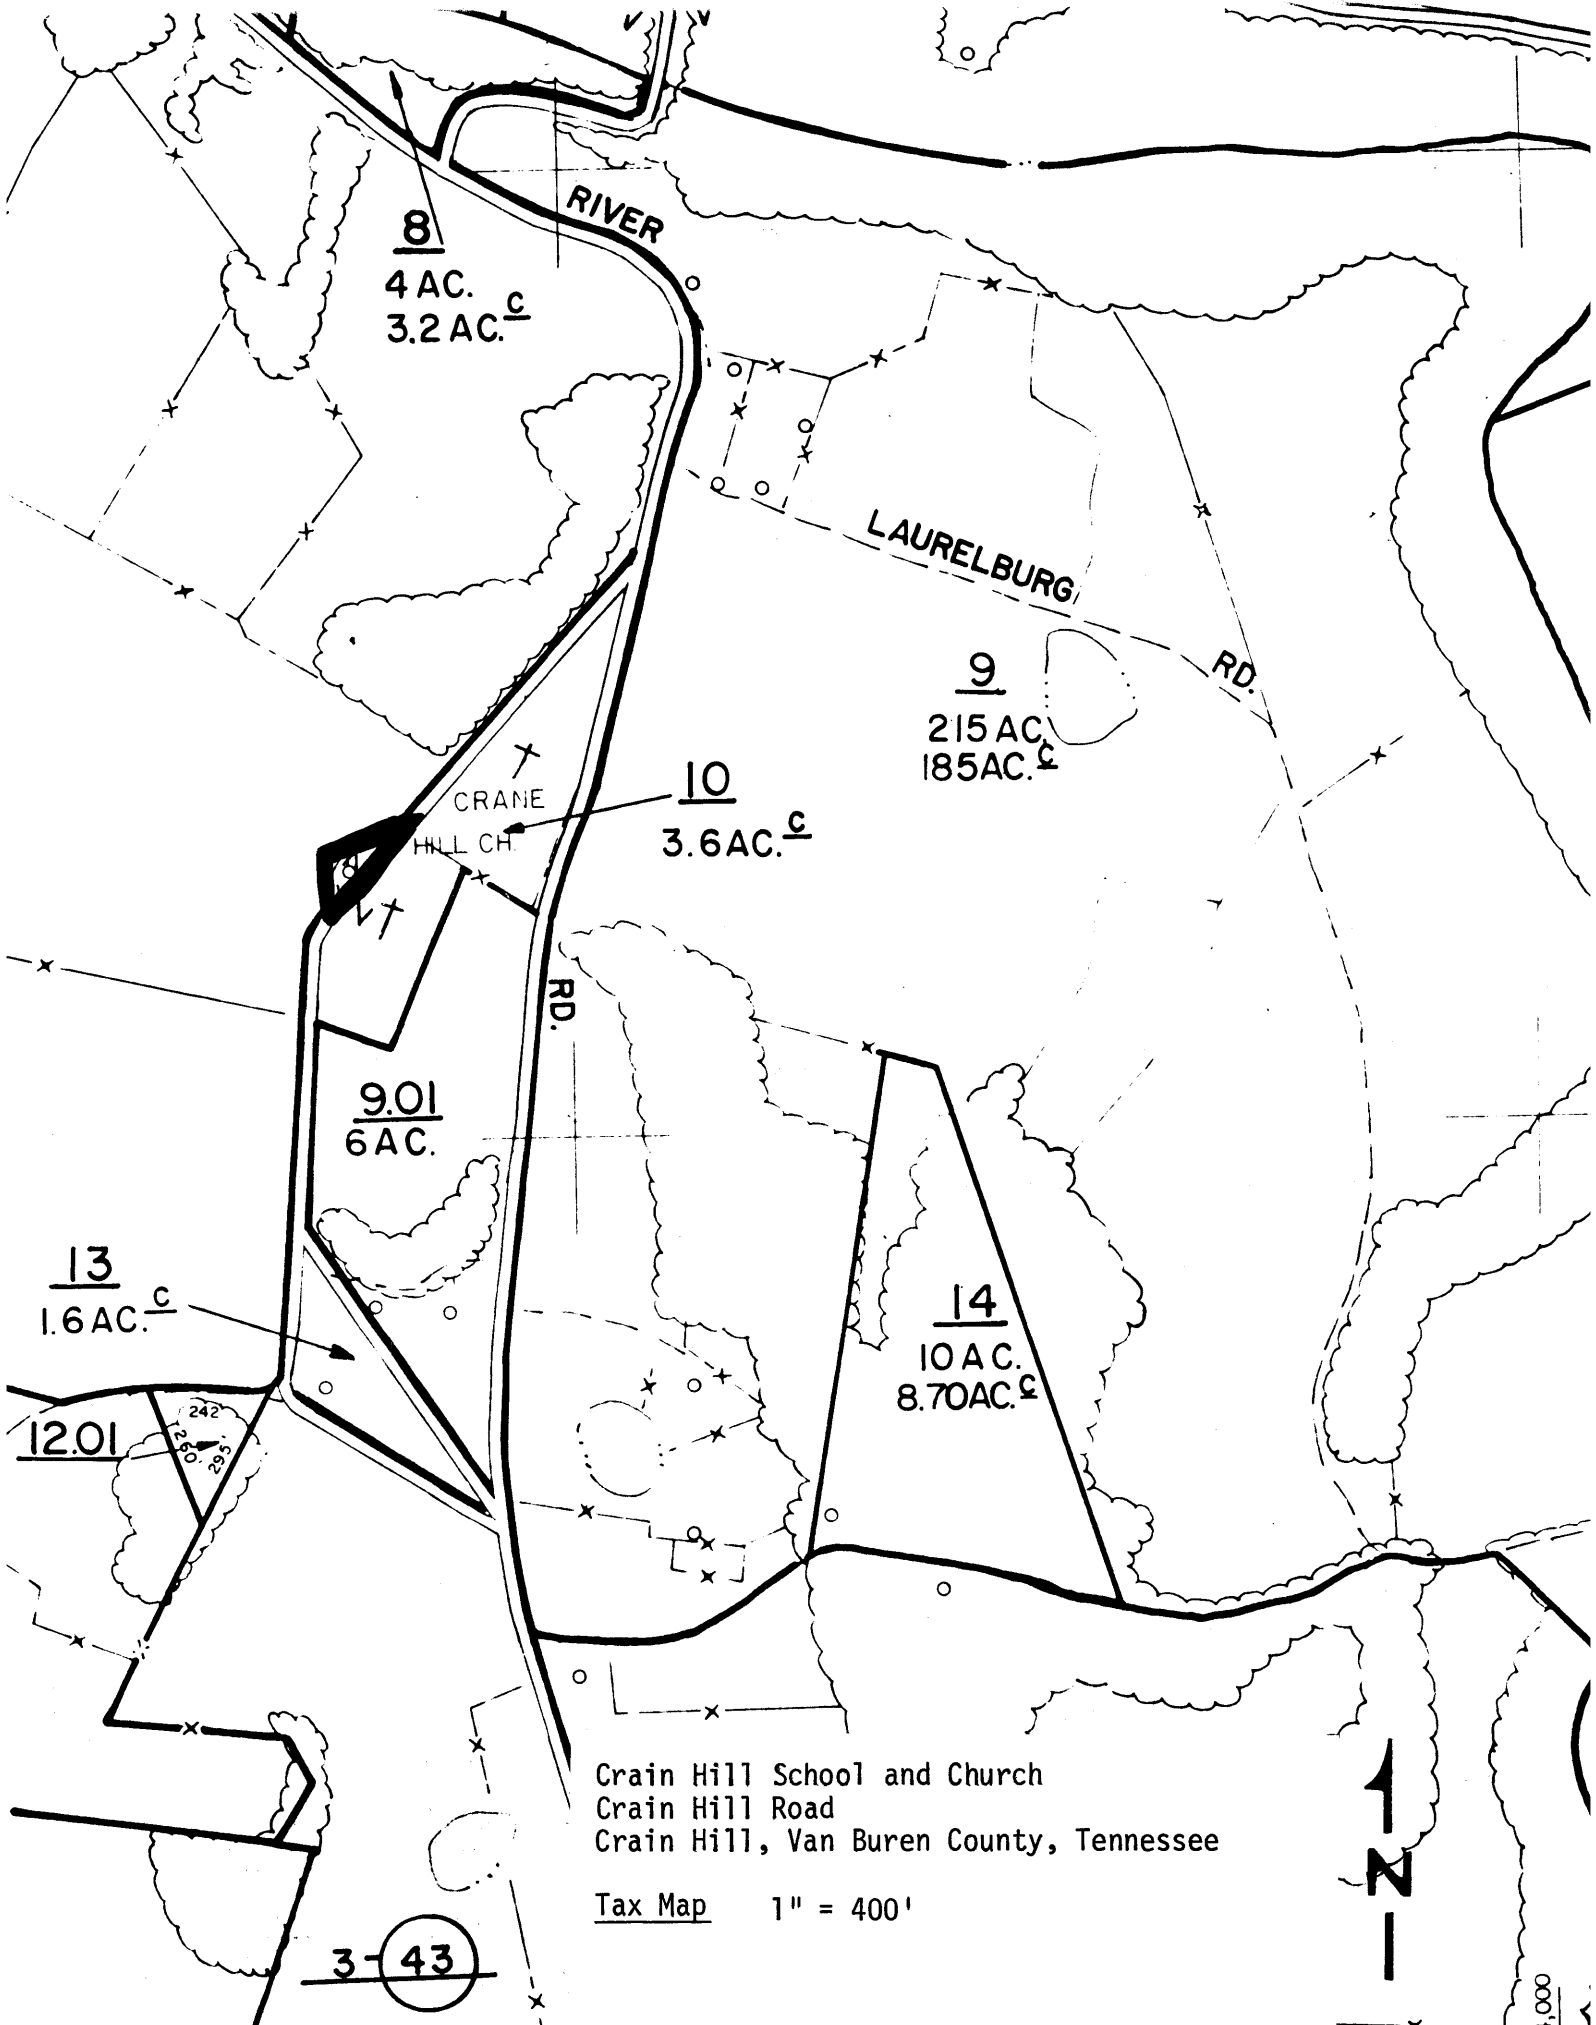 RIVER
8
4 AC.
3.2 AC. C
LAURELBURG
RD.
9
215 AC.
185 AC. C
10
3.6 AC. C
CRANE
HILL CH.
RD.
9.01
6 AC.
13
1.6 AC. C
14
10 AC.
8.70 AC. C
12.01
242
260
295
Crain Hill School and Church
Crain Hill Road
Crain Hill, Van Buren County, Tennessee
Tax Map 1" = 400'
N
3-43